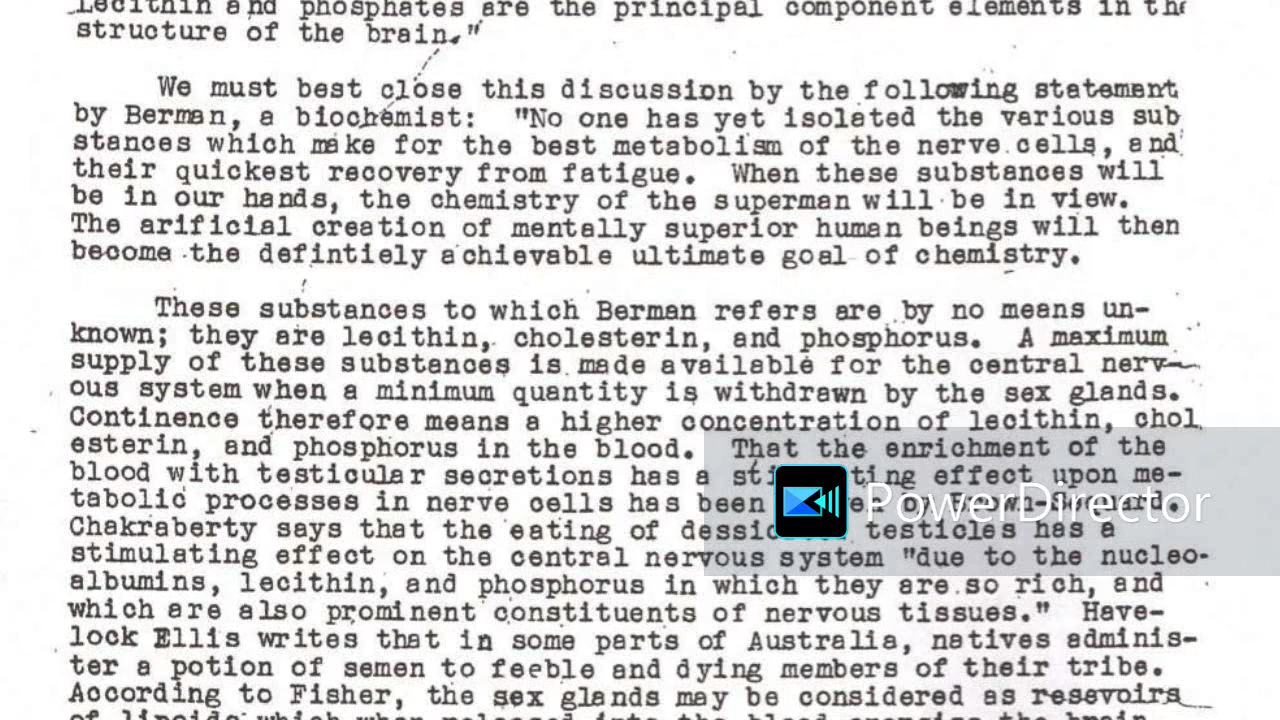 Lecithin and phosphates are the principal component elements in the
structure of the brain."
We must best close this discussion by the following statement
by Berman, a biochemist: "No one has yet isolated the various sub
stances which make for the best metabolism of the nerve cells, and
their quickest recovery from fatigue. When these substances will
be in our hands, the chemistry of the superman will be in view.
The arificial creation of mentally superior human beings will then
become the defintiely achievable ultimate goal of chemistry.
These substances to which Berman refers are by no means un-
known; they are lecithin, cholesterin, and phosphorus. A maximum
supply of these substances is made available for the central nerv-
ous system when a minimum quantity is withdrawn by the sex glands.
Continence therefore means a higher concentration of lecithin, chol
esterin, and phosphorus in the blood. That the enrichment of the
blood with testicular secretions has a effect upon me-
tabolic processes in nerve cells has been
PowerDirector
Chakraberty says that the eating of testicles has a
stimulating effect on the central nervous system "due to the nucleo-
albumins, lecithin, and phosphorus in which they are so rich, and
which are also prominent constituents of nervous tissues." Have-
lock Ellis writes that in some parts of Australia, natives adminis-
ter a potion of semen to feeble and dying members of their tribe.
According to Fisher, the sex glands may be considered as resevoirs